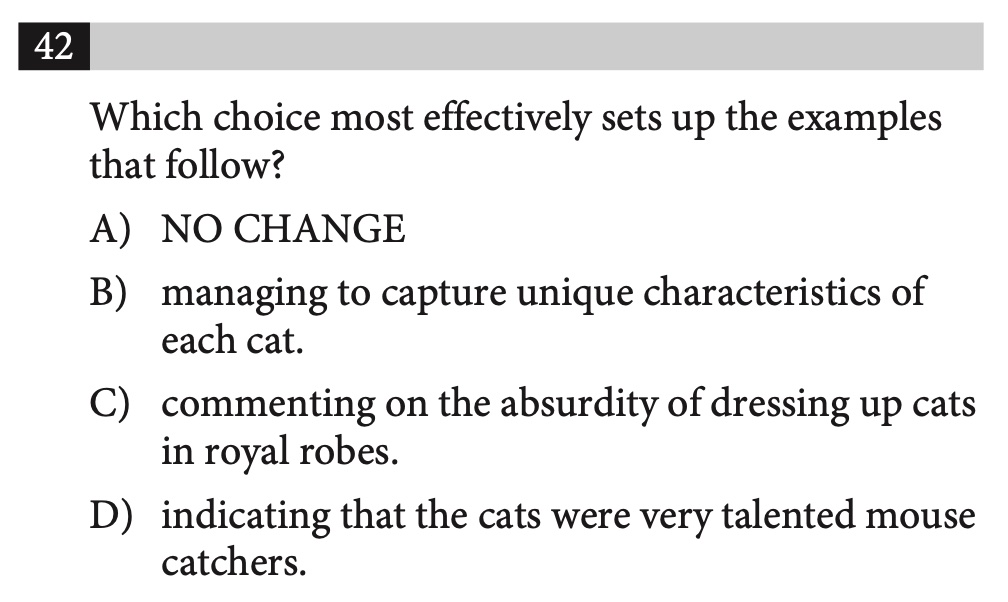 42
Which choice most effectively sets up the examples
that follow?
A) NO CHANGE
B) managing to capture unique characteristics of
each cat.
C) commenting on the absurdity of dressing up cats
in royal robes.
D) indicating that the cats were very talented mouse
catchers.